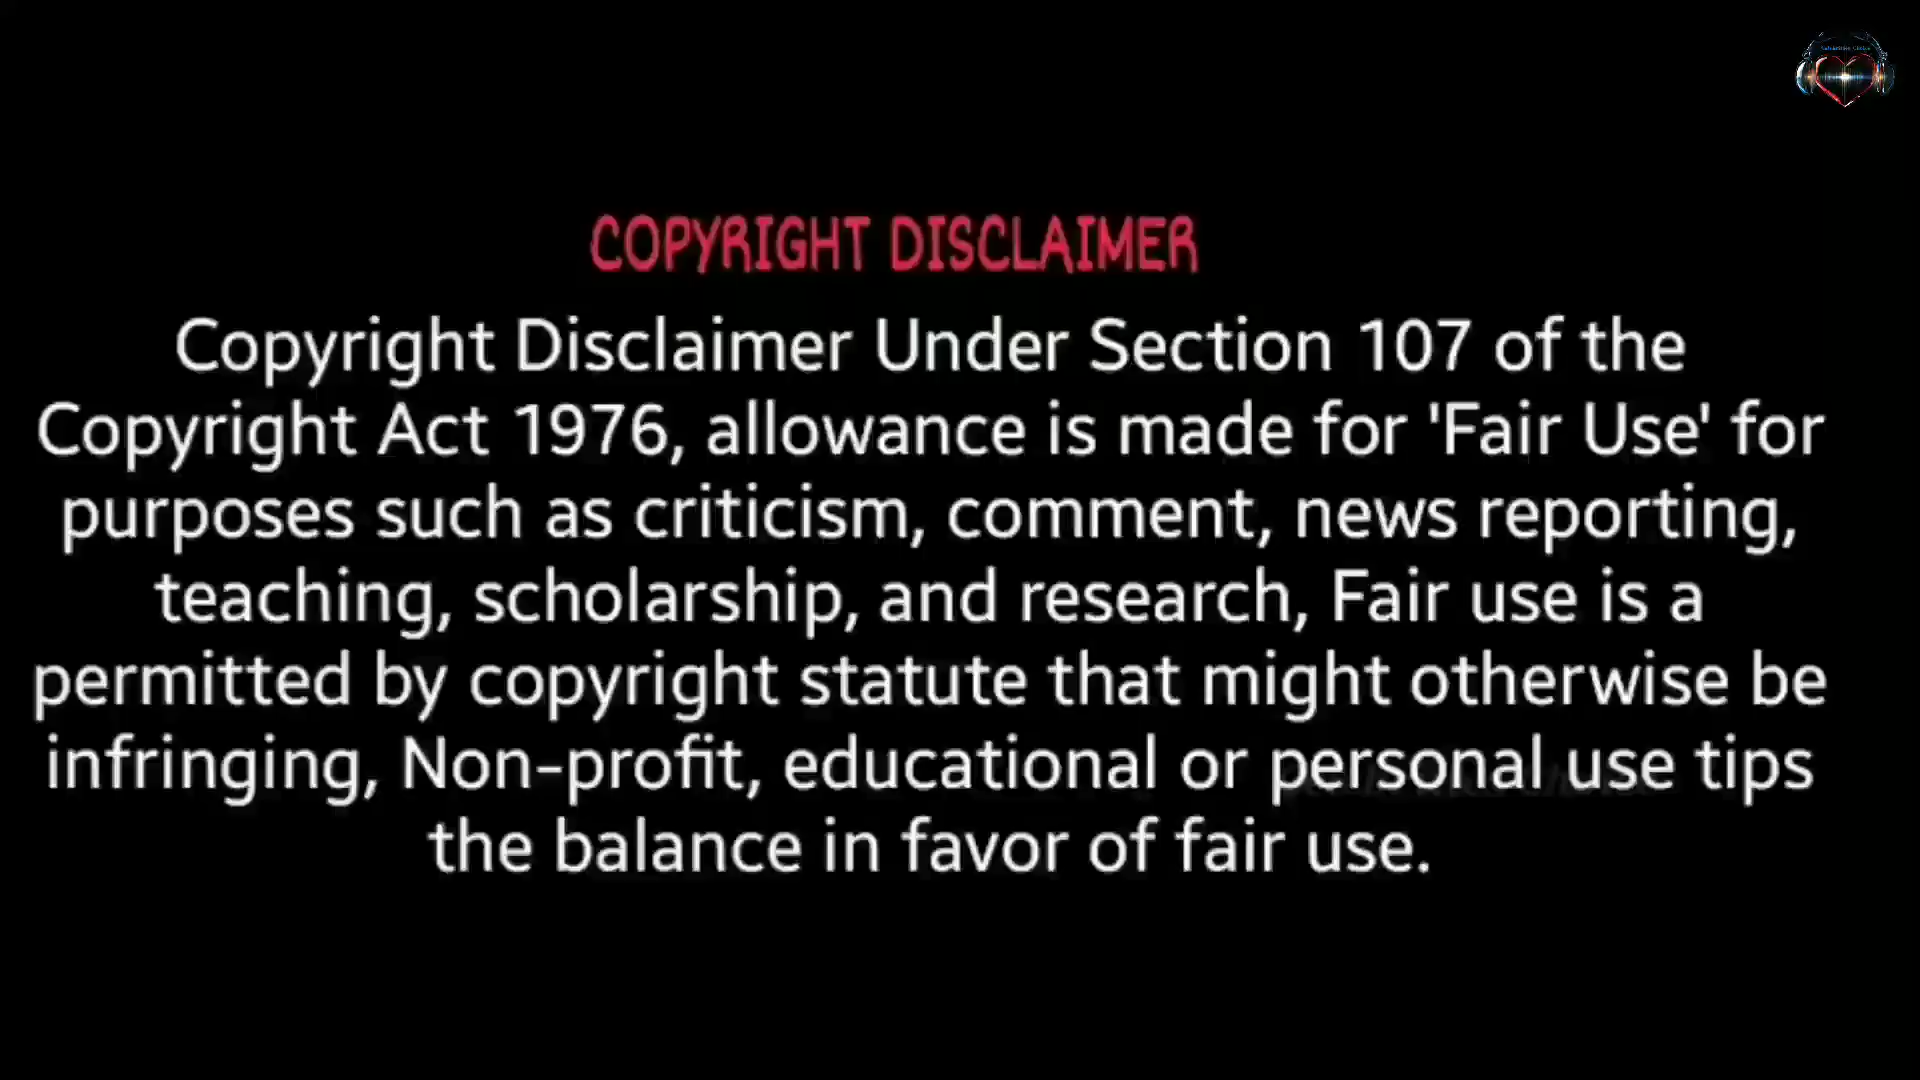 COPYRIGHT DISCLAIMER
Copyright Disclaimer Under Section 107 of the
Copyright Act 1976, allowance is made for 'Fair Use' for
purposes such as criticism, comment, news reporting,
teaching, scholarship, and research, Fair use is a
permitted by copyright statute that might otherwise be
infringing, Non-profit, educational or personal use tips
the balance in favor of fair use.